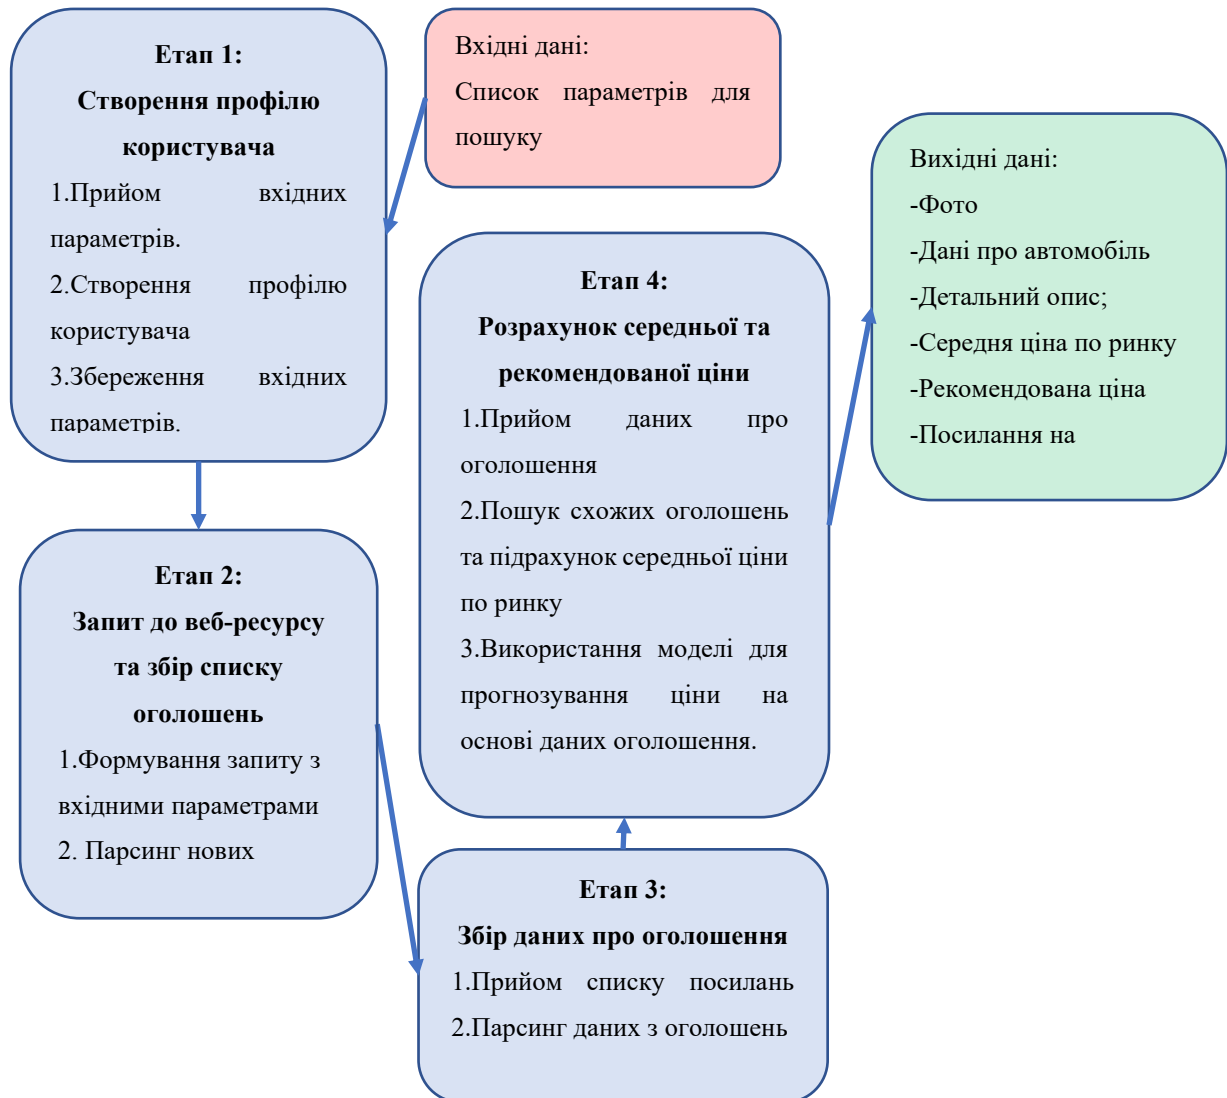 Етап 1:
Створення профілю
користувача
1.Прийом вхідних
параметрів.
2.Створення профілю
користувача
3.Збереження вхідних
параметрів.
Вхідні дані:
Список параметрів для
пошуку
Етап 2:
Запит до веб-ресурсу
та збір списку
оголошень
1.Формування запиту з
вхідними параметрами
2. Парсинг нових
Етап 3:
Збір даних про оголошення
1.Прийом списку посилань
2.Парсинг даних з оголошень
Етап 4:
Розрахунок середньої та
рекомендованої ціни
1.Прийом даних про
оголошення
2.Пошук схожих оголошень
та підрахунок середньої ціни
по ринку
3.Використання моделі для
прогнозування ціни на
основі даних оголошення.
Вихідні дані:
-Фото
-Дані про автомобіль
-Детальний опис;
-Середня ціна по ринку
-Рекомендована ціна
-Посилання на